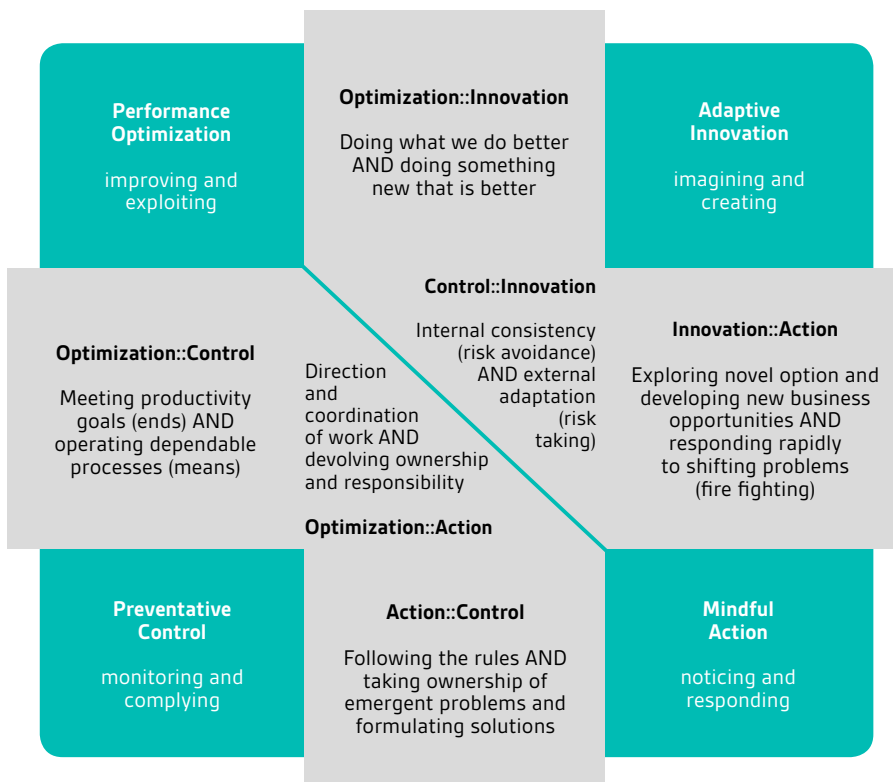 Performance
Optimization
improving and
exploiting
Optimization::Innovation
Doing what we do better
AND doing something
new that is better
Adaptive
Innovation
imagining and
creating
Optimization::Control
Meeting productivity
goals (ends) AND
operating dependable
processes (means)
Control::Innovation
Internal consistency
(risk avoidance)
AND external
adaptation
(risk
taking)
Direction
and
coordination
of work AND
devolving ownership
and responsibility
Optimization::Action
Innovation::Action
Exploring novel option and
developing new business
opportunities AND
responding rapidly
to shifting problems
(fire fighting)
Preventative
Control
monitoring and
complying
Action::Control
Following the rules AND
taking ownership of
emergent problems and
formulating solutions
Mindful
Action
noticing and
responding